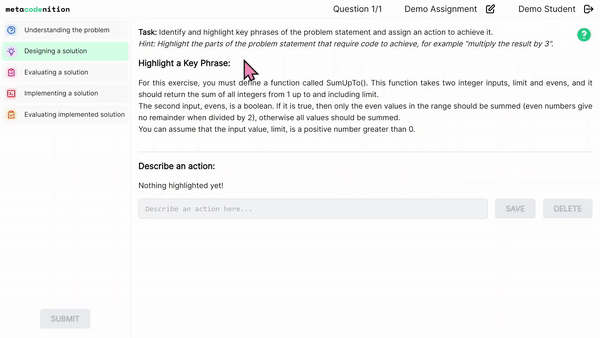 metacodenition
Question 1/1
Demo Assignment
Demo Student
Understanding the problem
Designing a solution
Evaluating a solution
Implementing a solution
Evaluating implemented solution
SUBMIT
Task: Identify and highlight key phrases of the problem statement and assign an action to achieve it.
Hint: Highlight the parts of the problem statement that require code to achieve, for example "multiply the result by 3".
?
Highlight a Key Phrase:
For this exercise, you must define a function called SumUpTo(). This function takes two integer inputs, limit and evens, and it
should return the sum of all integers from 1 up to and including limit.
The second input, evens, is a boolean. If it is true, then only the even values in the range should be summed (even numbers give
no remainder when divided by 2), otherwise all values should be summed.
You can assume that the input value, limit, is a positive number greater than 0.
Describe an action:
Nothing highlighted yet!
Describe an action here...
SAVE
DELETE